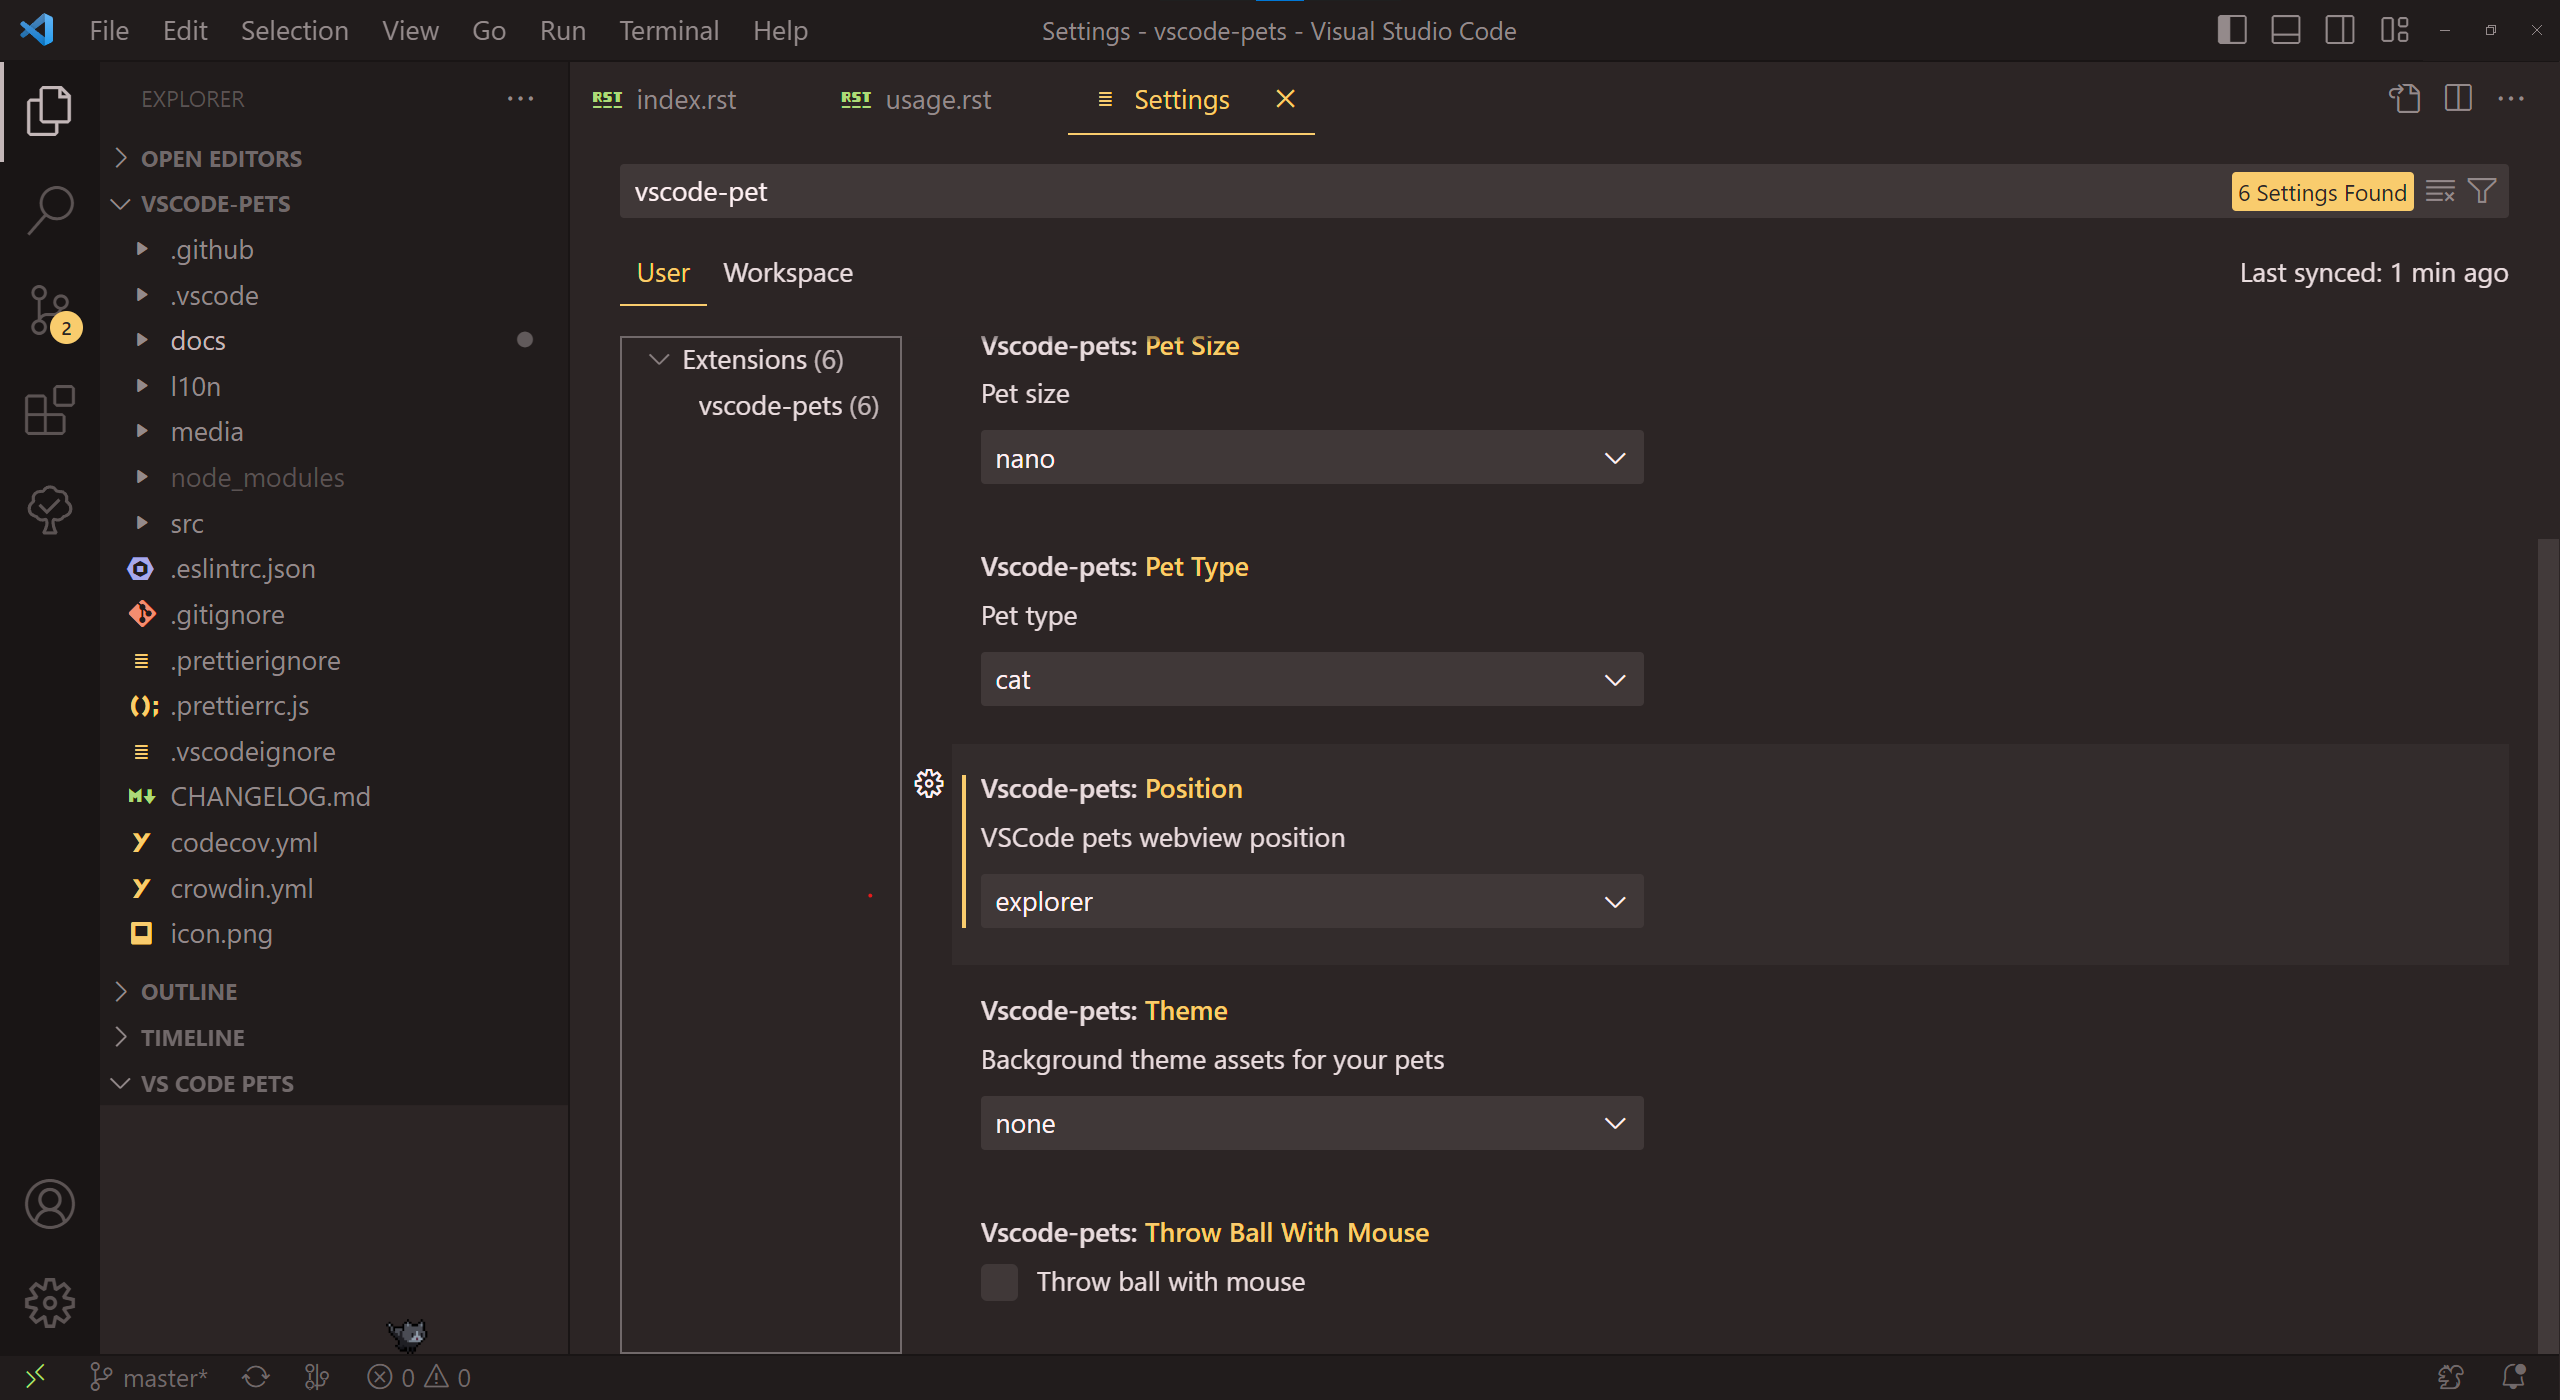 File Edit Selection View Go Run Terminal Help
Settings - vscode-pets - Visual Studio Code
EXPLORER
OPEN EDITORS
VSCODE-PETS
.github
.vscode
docs
l10n
media
node_modules
src
.eslintrc.json
.gitignore
.prettierignore
.prettierrc.js
.vscodeignore
CHANGELOG.md
codecov.yml
crowdin.yml
icon.png
OUTLINE
TIMELINE
VS CODE PETS
2
RST index.rst
RST usage.rst
Settings
vscode-pet
6 Settings Found
User Workspace
Last synced: 1 min ago
Extensions (6)
vscode-pets (6)
Vscode-pets: Pet Size
Pet size
nano
Vscode-pets: Pet Type
Pet type
cat
Vscode-pets: Position
VSCode pets webview position
explorer
Vscode-pets: Theme
Background theme assets for your pets
none
Vscode-pets: Throw Ball With Mouse
Throw ball with mouse
master* 0 0